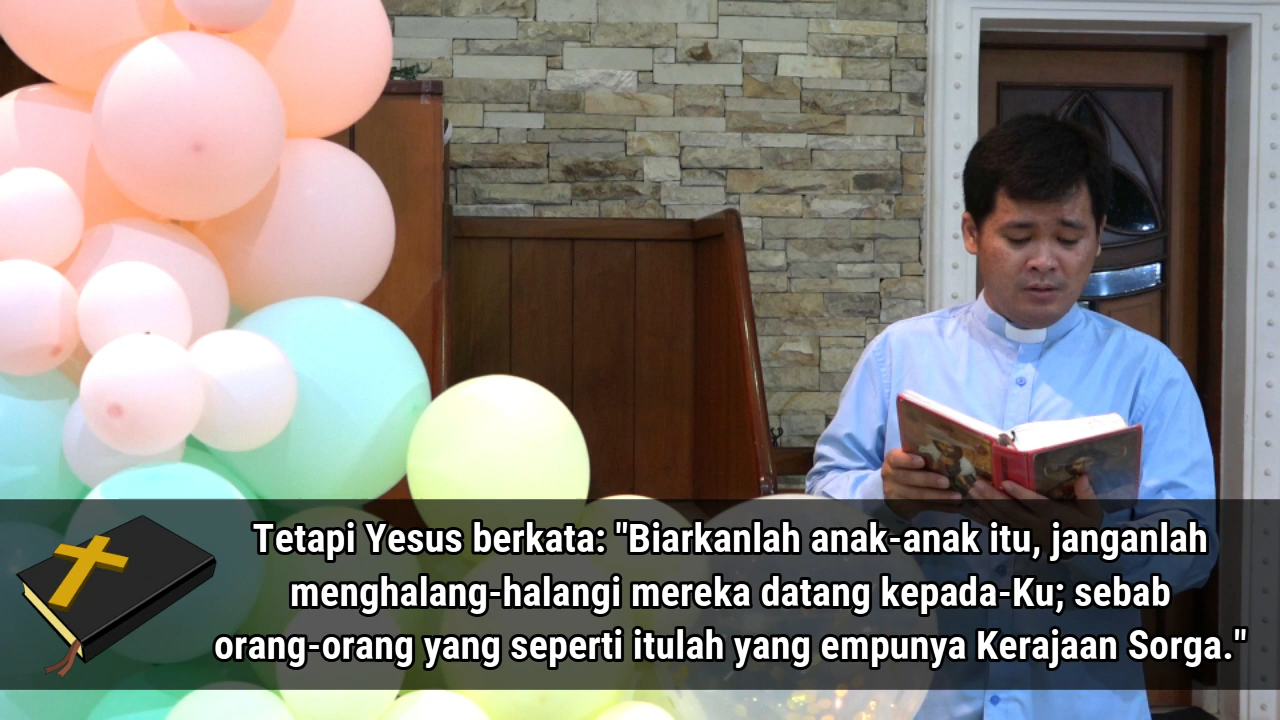 Tetapi Yesus berkata: "Biarkanlah anak-anak itu, janganlah
menghalang-halangi mereka datang kepada-Ku; sebab
orang-orang yang seperti itulah yang empunya Kerajaan Sorga."